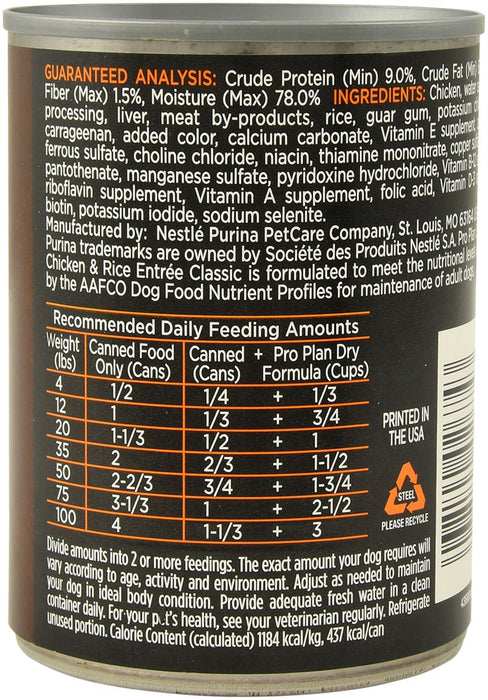 GUARANTEED ANALYSIS: Crude Protein (Min) 9.0%, Crude Fat (Min)
Fiber (Max) 1.5%, Moisture (Max) 78.0% INGREDIENTS: Chicken, water
processing, liver, meat by-products, rice, guar gum, potassium
carrageenan, added color, calcium carbonate, Vitamin E supplement,
ferrous sulfate, choline chloride, niacin, thiamine mononitrate, copper
pantothenate, manganese sulfate, pyridoxine hydrochloride, Vitamin
riboflavin supplement, Vitamin A supplement, folic acid, Vitamin D-3
biotin, potassium iodide, sodium selenite.
Manufactured by: Nestlé Purina PetCare Company, St. Louis, MO 63164
Purina trademarks are owned by Société des Produits Nestlé S.A. Pro Plan
Chicken & Rice Entrée Classic is formulated to meet the nutritional
by the AAFCO Dog Food Nutrient Profiles for maintenance of adult dogs.
Recommended Daily Feeding Amounts
Weight (lbs) Canned Food Only (Cans) Canned (Cans) + Pro Plan Dry Formula (Cups)
4 1/2 1/4 + 1/3
12 1 1/3 + 3/4
20 1-1/3 1/2 + 1
35 2 2/3 + 1-1/2
50 2-2/3 3/4 + 1-3/4
75 3-1/3 1 + 2-1/2
100 4 1-1/3 + 3
PRINTED IN
THE USA
STEEL
PLEASE RECYCLE
Divide amounts into 2 or more feedings. The exact amount your dog requires will
vary according to age, activity and environment. Adjust as needed to maintain
your dog in ideal body condition. Provide adequate fresh water in a clean
container daily. For your pet's health, see your veterinarian regularly. Refrigerate
unused portion. Calorie Content (calculated) 1184 kcal/kg, 437 kcal/can